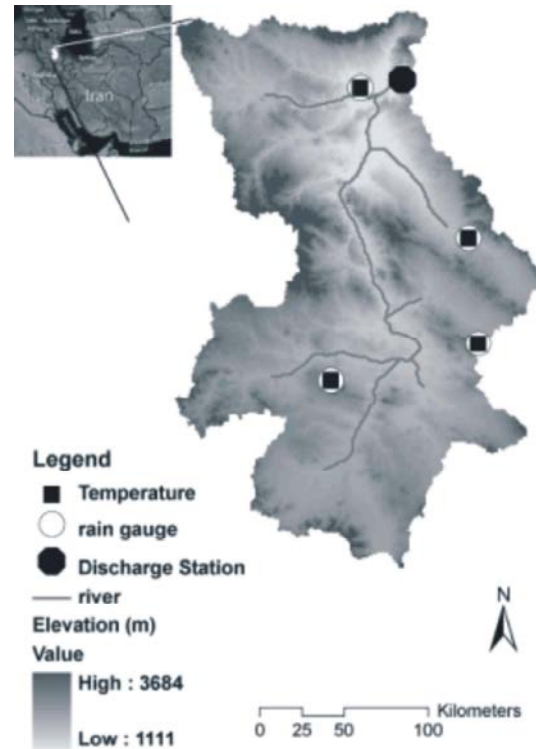 Iran
Legend
Temperature
rain gauge
Discharge Station
river
Elevation (m)
Value
High : 3684
Low : 1111
N
Kilometers
0 25 50 100